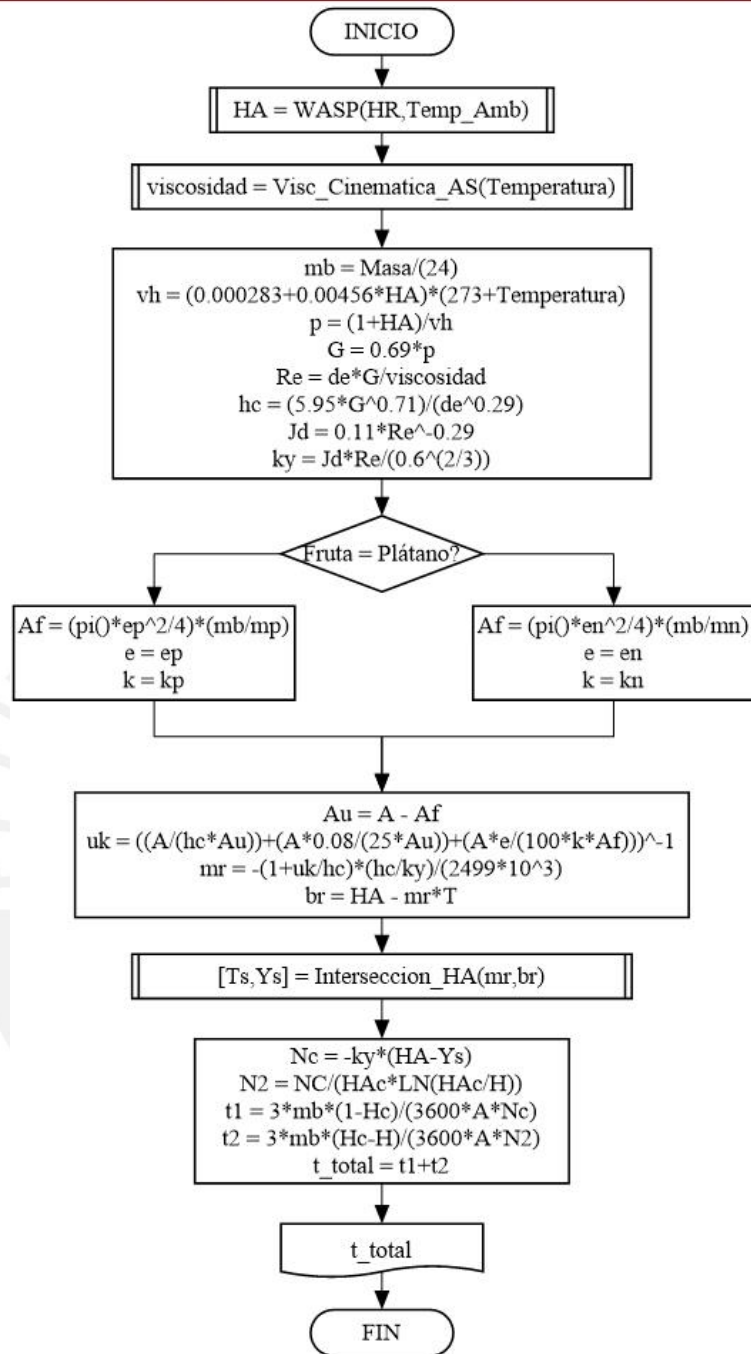 INICIO
HA = WASP(HR,Temp_Amb)
viscosidad = Visc_Cinematica_AS(Temperatura)
mb = Masa/(24)
vh = (0.000283+0.00456*HA)*(273+Temperatura)
p = (1+HA)/vh
G = 0.69*p
Re = de*G/viscosidad
hc = (5.95*G^0.71)/(de^0.29)
Jd = 0.11*Re^-0.29
ky = Jd*Re/(0.6^(2/3))
Fruta = Plátano?
Af = (pi()*ep^2/4)*(mb/mp)
e = ep
k = kp
Af = (pi()*en^2/4)*(mb/mn)
e = en
k = kn
Au = A - Af
uk = ((A/(hc*Au))+(A*0.08/(25*Au))+(A*e/(100*k*Af)))^-1
mr = -(1+uk/hc)*(hc/ky)/(2499*10^3)
br = HA - mr*T
[Ts,Ys] = Interseccion_HA(mr,br)
Nc = -ky*(HA-Ys)
N2 = NC/(HAc*LN(HAc/H))
t1 = 3*mb*(1-Hc)/(3600*A*Nc)
t2 = 3*mb*(Hc-H)/(3600*A*N2)
t_total = t1+t2
t_total
FIN